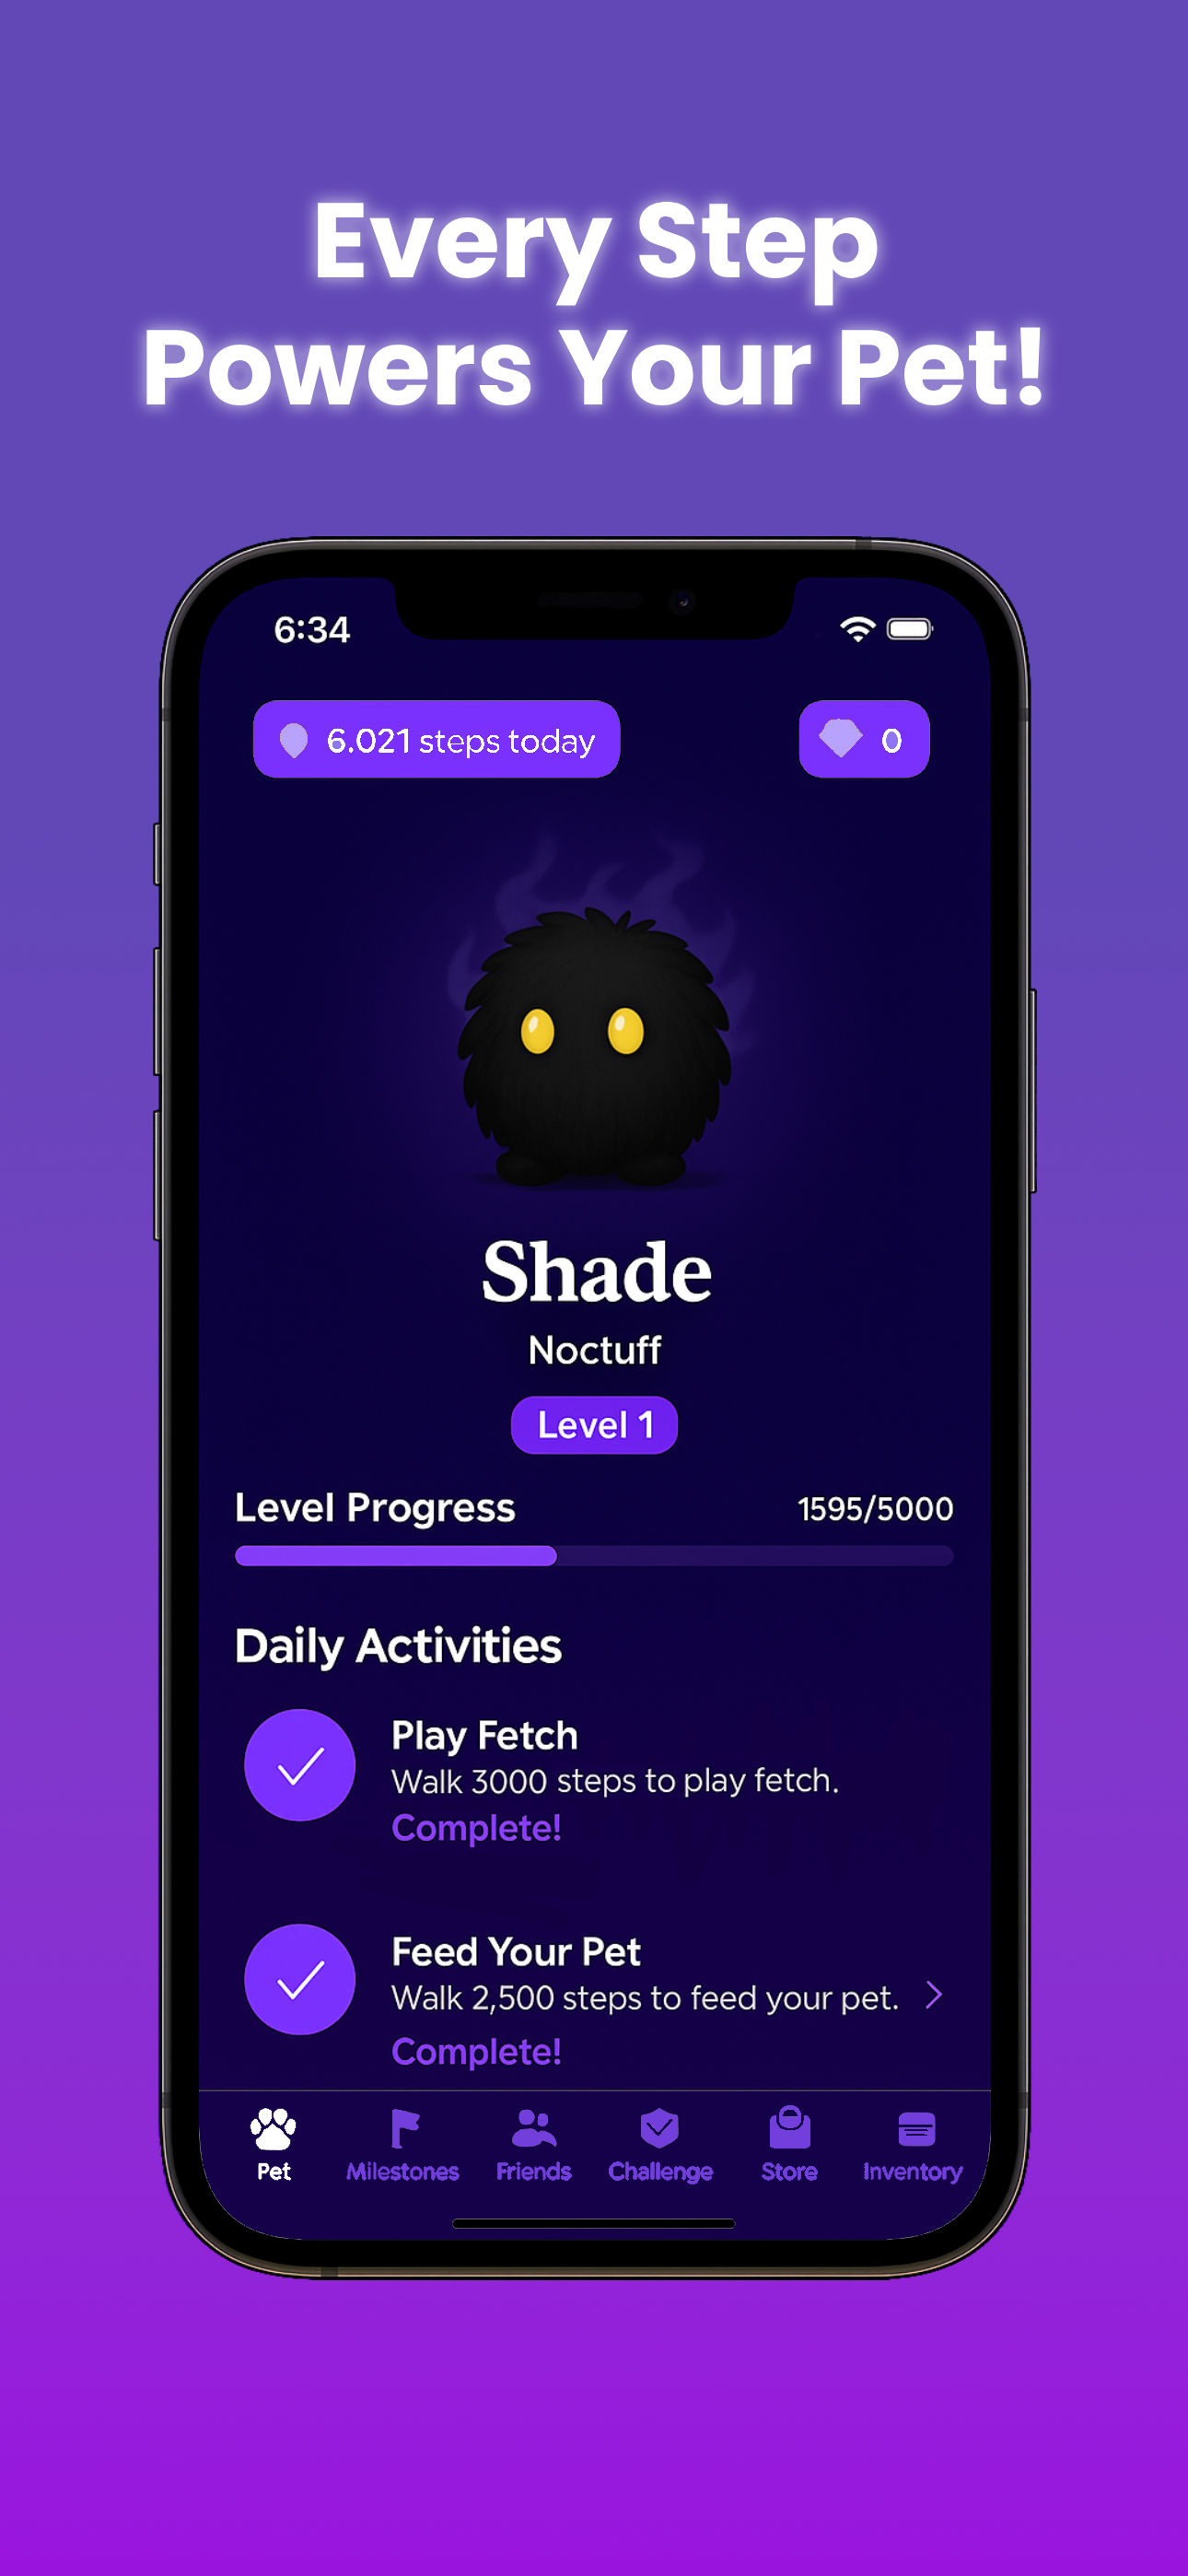 Every Step
Powers Your Pet!
6:34
6.021 steps today
0
Shade
Noctuff
Level 1
Level Progress
1595/5000
Daily Activities
Play Fetch
Walk 3000 steps to play fetch.
Complete!
Feed Your Pet
Walk 2,500 steps to feed your pet.
Complete!
Pet
Milestones
Friends
Challenge
Store
Inventory